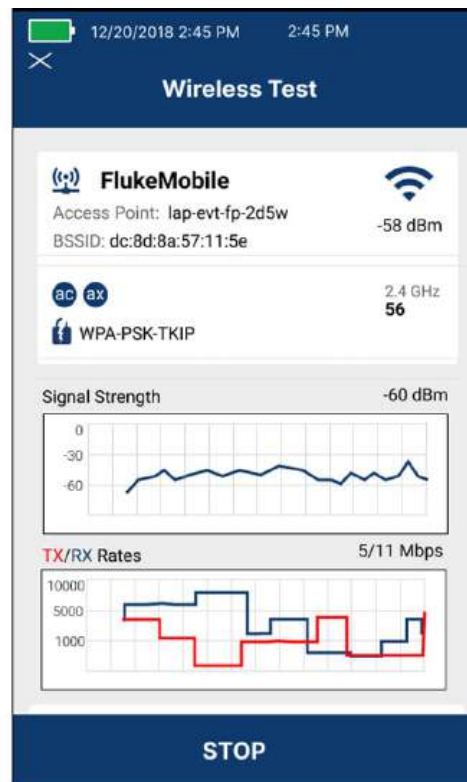 12/20/2018 2:45 PM 2:45 PM
Wireless Test
FlukeMobile
Access Point: lap-evt-fp-2d5w
-58 dBm
BSSID: dc:8d:8a:57:11:5e
ac ax
2.4 GHz
56
WPA-PSK-TKIP
Signal Strength -60 dBm
0
-30
-60
TX/RX Rates 5/11 Mbps
10000
5000
1000
STOP